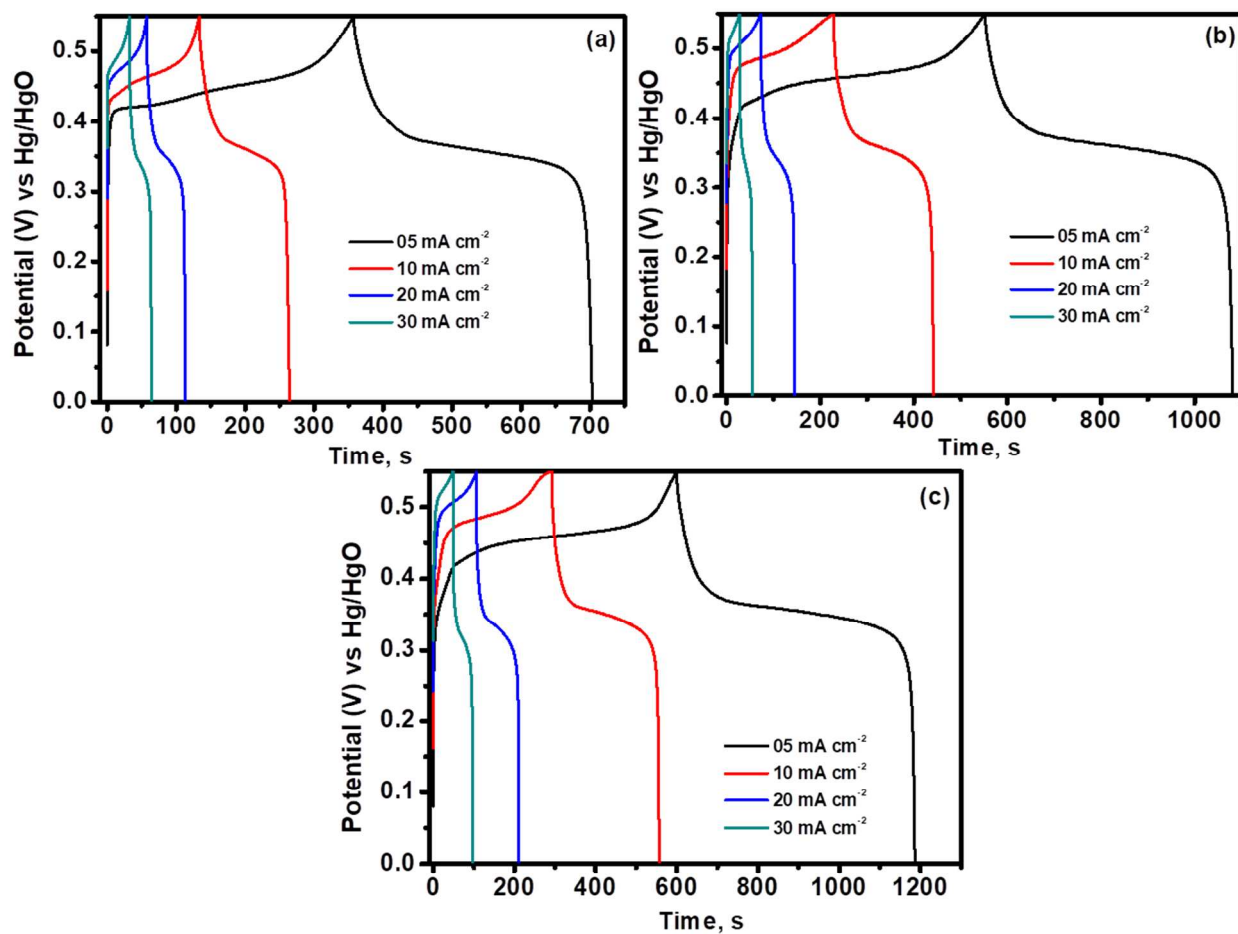 (a)
Potential (V) vs Hg/HgO
0.5
0.4
0.3
0.2
0.1
0.0
05 mA cm-2
10 mA cm-2
20 mA cm-2
30 mA cm-2
0 100 200 300 400 500 600 700
Time, s
(b)
Potential (V) vs Hg/HgO
0.5
0.4
0.3
0.2
0.1
0.0
05 mA cm-2
10 mA cm-2
20 mA cm-2
30 mA cm-2
0 200 400 600 800 1000
Time, s
(c)
Potential (V) vs Hg/HgO
0.5
0.4
0.3
0.2
0.1
0.0
05 mA cm-2
10 mA cm-2
20 mA cm-2
30 mA cm-2
0 200 400 600 800 1000 1200
Time, s